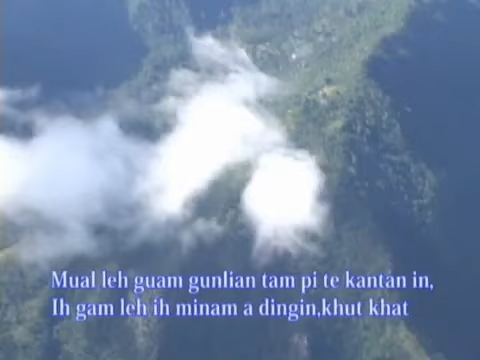 Mual leh guam gunlian tam pi te kantan in,
Ih gam leh ih minam a dingin,khut khat